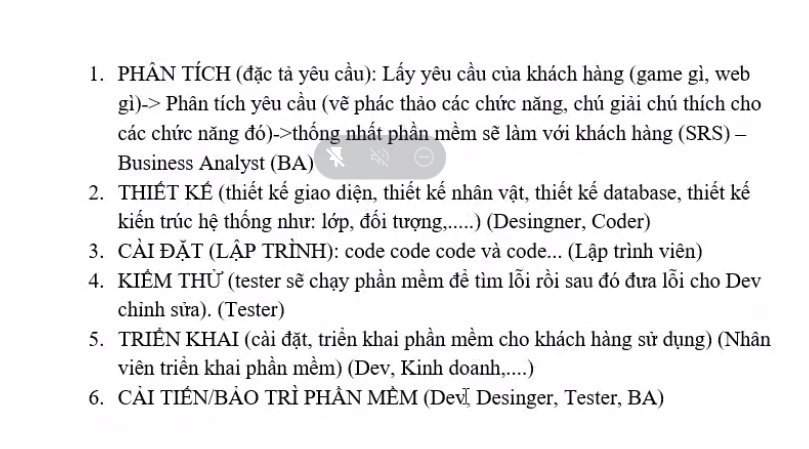 1. PHÂN TÍCH (đặc tả yêu cầu): Lấy yêu cầu của khách hàng (game gì, web
gì)-> Phân tích yêu cầu (vẽ phác thảo các chức năng, chú giải chú thích cho
các chức năng đó)->thống nhất phần mềm sẽ làm với khách hàng (SRS) –
Business Analyst (BA)
2. THIẾT KẾ (thiết kế giao diện, thiết kế nhân vật, thiết kế database, thiết kế
kiến trúc hệ thống như: lớp, đối tượng,.....) (Desingner, Coder)
3. CÀI ĐẶT (LẬP TRÌNH): code code code và code... (Lập trình viên)
4. KIỂM THỬ (tester sẽ chạy phần mềm để tìm lỗi rồi sau đó đưa lỗi cho Dev
chỉnh sửa). (Tester)
5. TRIỂN KHAI (cài đặt, triển khai phần mềm cho khách hàng sử dụng) (Nhân
viên triển khai phần mềm) (Dev, Kinh doanh,....)
6. CẢI TIẾN/BẢO TRÌ PHẦN MỀM (Dev, Desinger, Tester, BA)